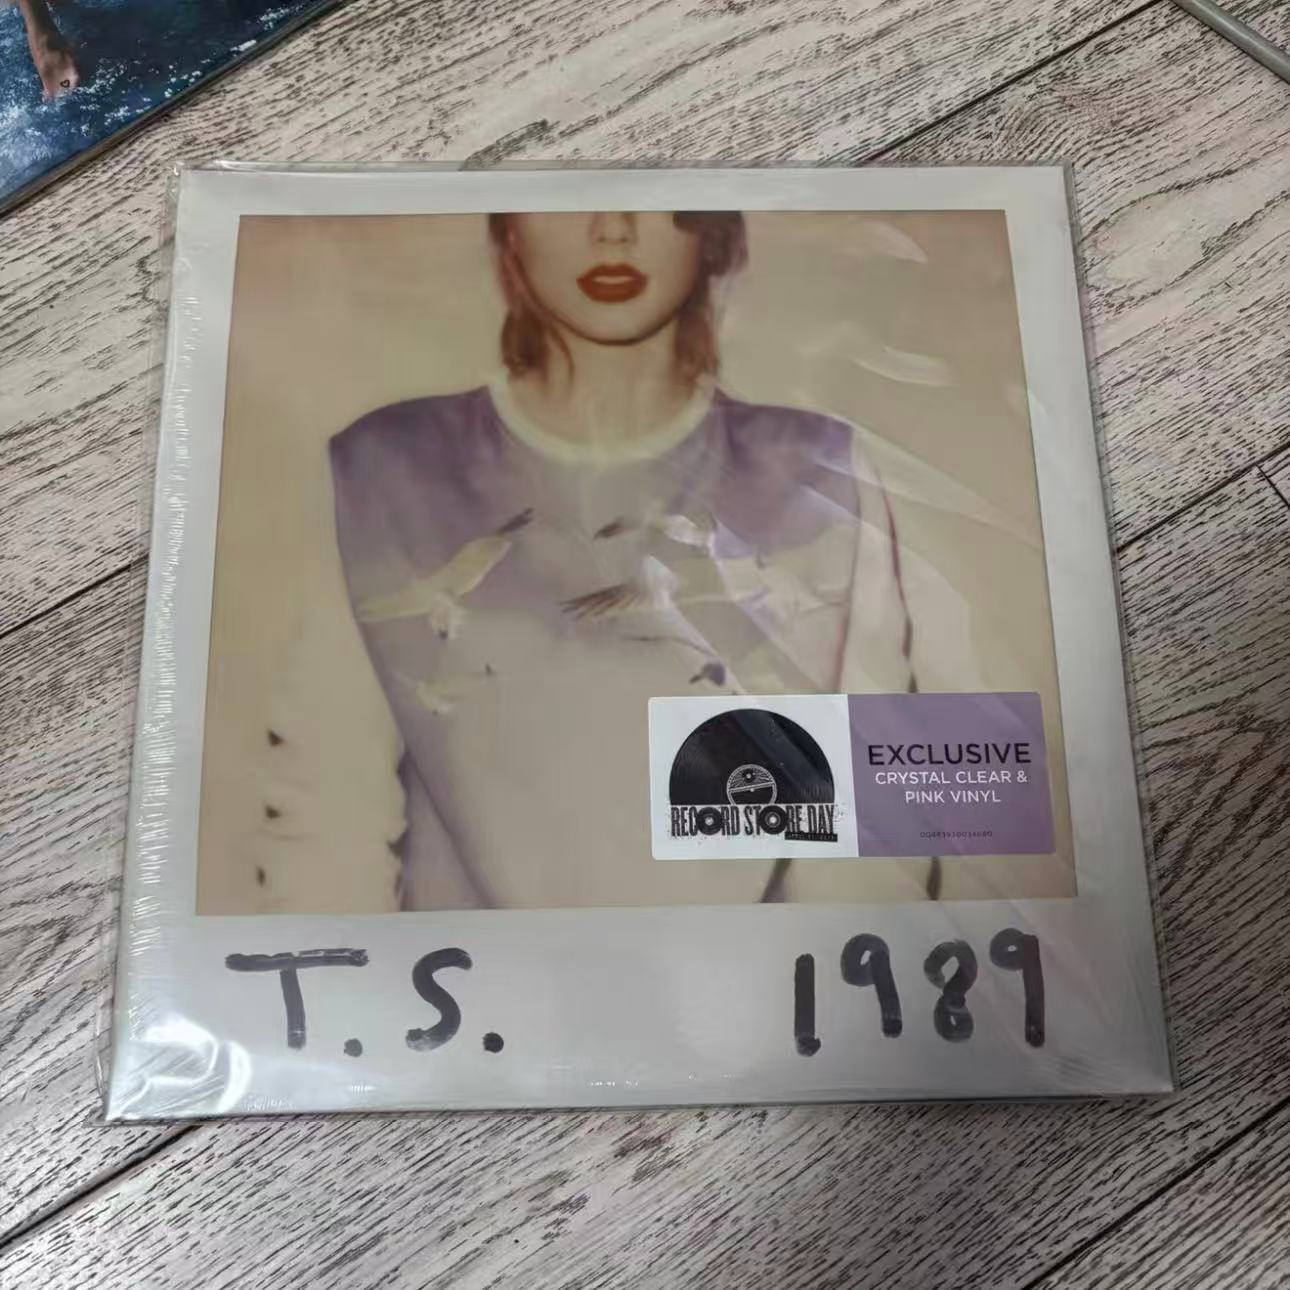 RECORD STORE DAY
EXCLUSIVE
CRYSTAL CLEAR &
PINK VINYL
T.S. 1989